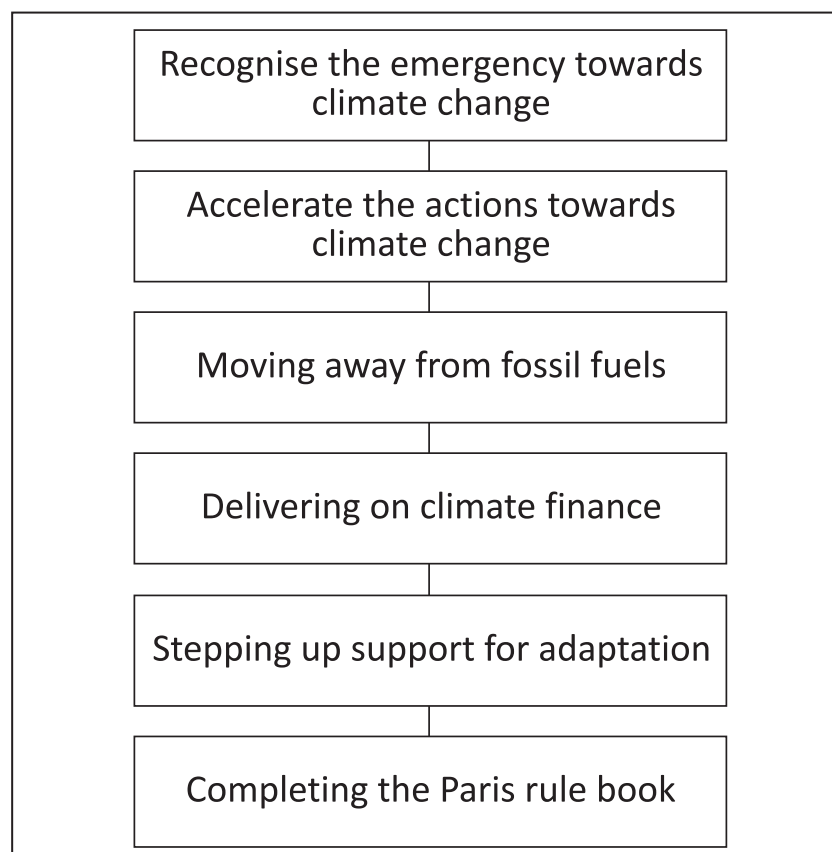 Recognise the emergency towards
climate change
Accelerate the actions towards
climate change
Moving away from fossil fuels
Delivering on climate finance
Stepping up support for adaptation
Completing the Paris rule book